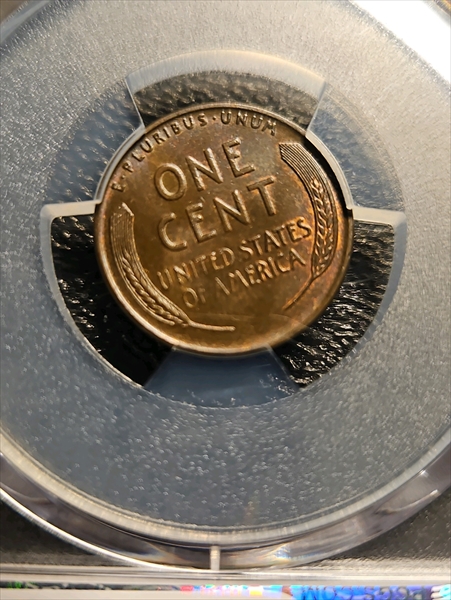 E·PLURIBUS·UNUM
ONE
CENT
UNITED STATES
OF AMERICA